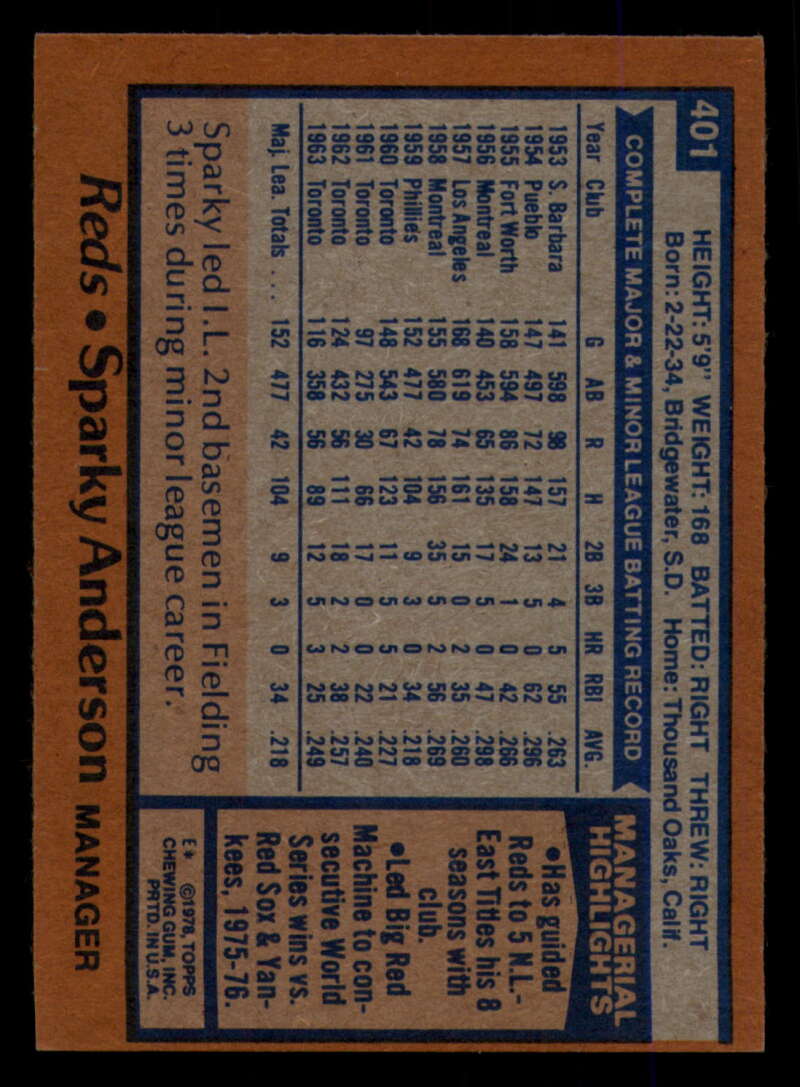 401
HEIGHT: 5'9" WEIGHT: 168 BATTED: RIGHT THREW: RIGHT
Born: 2-22-34, Bridgewater, S.D. Home: Thousand Oaks, Calif.
COMPLETE MAJOR & MINOR LEAGUE BATTING RECORD
Year Club G AB R H 2B 3B HR RBI AVG.
1953 S. Barbara 141 598 98 157 21 4 5 55 .263
1954 Pueblo 147 497 72 147 13 5 0 62 .296
1955 Fort Worth 158 594 86 158 24 1 0 42 .266
1956 Montreal 140 453 65 135 17 5 0 47 .298
1957 Los Angeles 168 619 74 161 15 0 2 35 .260
1958 Montreal 155 580 78 156 35 5 2 56 .269
1959 Phillies 152 477 42 104 9 3 0 34 .218
1960 Toronto 148 543 67 123 11 5 5 21 .227
1961 Toronto 97 275 30 66 17 0 0 22 .240
1962 Toronto 124 432 56 111 18 2 2 38 .257
1963 Toronto 116 358 56 89 12 5 3 25 .249
Maj. Lea. Totals . . . 152 477 42 104 9 3 0 34 .218
Sparky led I.L. 2nd basemen in Fielding
3 times during minor league career.
MANAGERIAL
HIGHLIGHTS
•Has guided
Reds to 5 N.L.-
East Titles his 8
seasons with
club.
•Led Big Red
Machine to con-
secutive World
Series wins vs.
Red Sox & Yan-
kees, 1975-76.
E* ©1978, TOPPS
CHEWING GUM, INC.
PRTD. IN U.S.A.
Reds • Sparky Anderson MANAGER